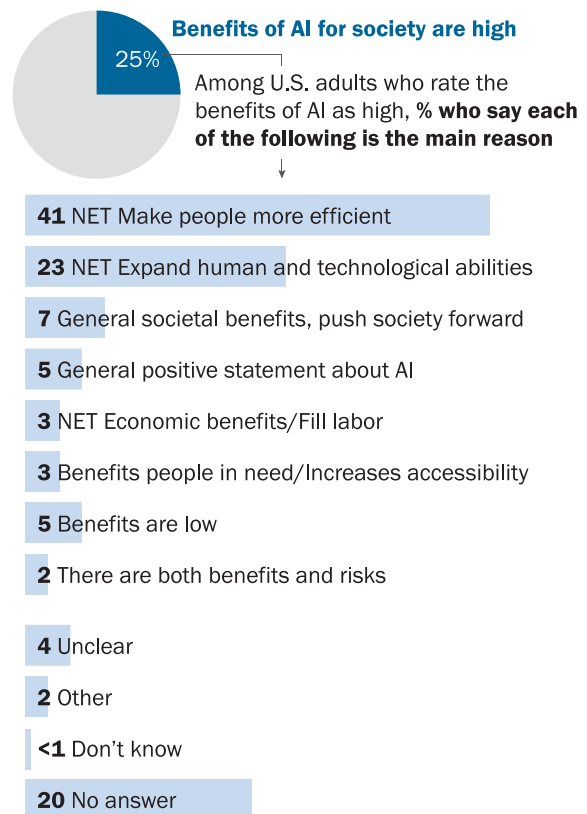 Benefits of AI for society are high
25%
Among U.S. adults who rate the
benefits of AI as high, % who say each
of the following is the main reason
41 NET Make people more efficient
23 NET Expand human and technological abilities
7 General societal benefits, push society forward
5 General positive statement about AI
3 NET Economic benefits/Fill labor
3 Benefits people in need/Increases accessibility
5 Benefits are low
2 There are both benefits and risks
4 Unclear
2 Other
<1 Don’t know
20 No answer